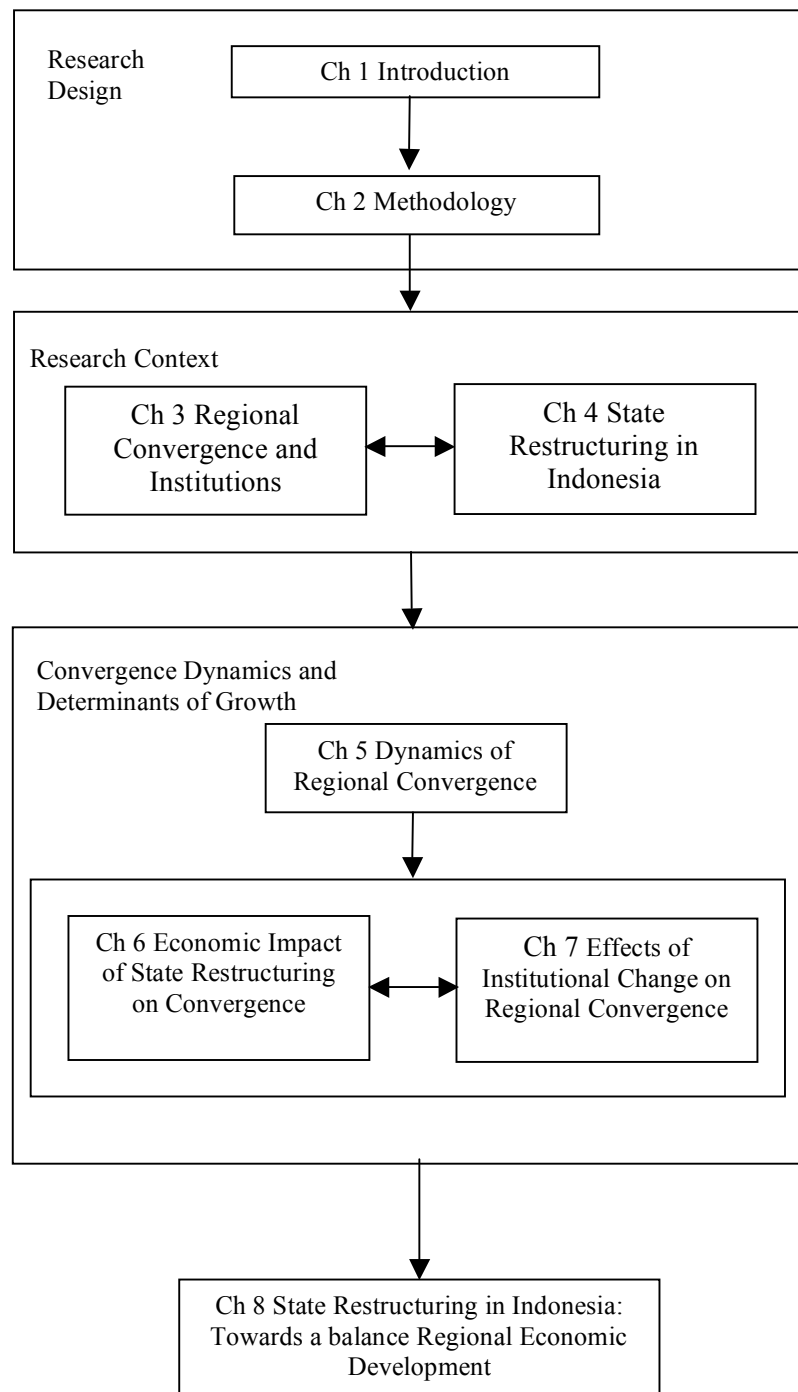 Research
Design
Ch 1 Introduction
Ch 2 Methodology
Research Context
Ch 3 Regional
Convergence and
Institutions
Ch 4 State
Restructuring in
Indonesia
Convergence Dynamics and
Determinants of Growth
Ch 5 Dynamics of
Regional Convergence
Ch 6 Economic Impact
of State Restructuring
on Convergence
Ch 7 Effects of
Institutional Change on
Regional Convergence
Ch 8 State Restructuring in Indonesia:
Towards a balance Regional Economic
Development